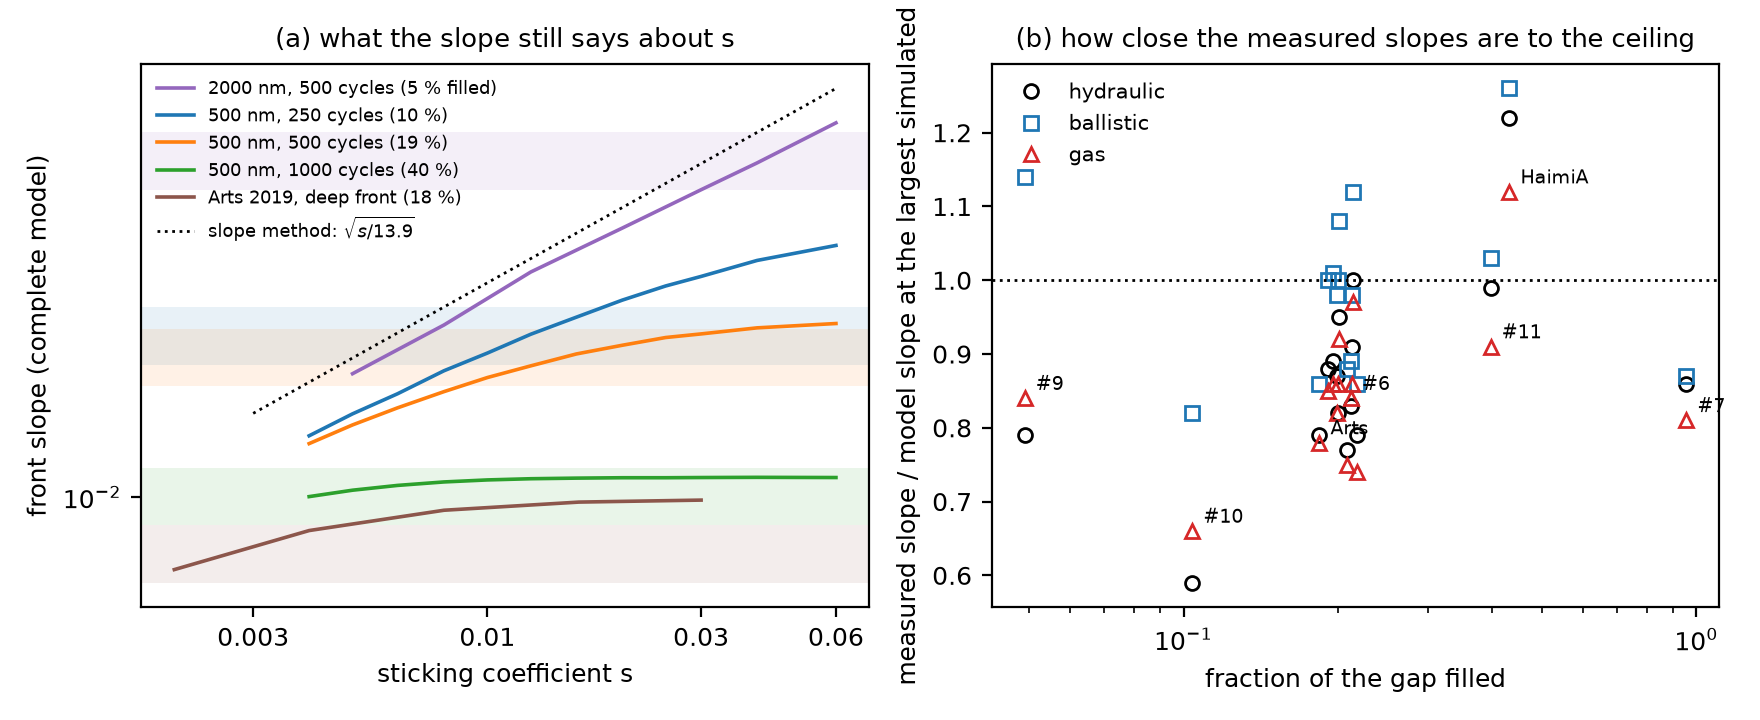 (a) what the slope still says about s
2000 nm, 500 cycles (5 % filled)
500 nm, 250 cycles (10 %)
500 nm, 500 cycles (19 %)
500 nm, 1000 cycles (40 %)
Arts 2019, deep front (18 %)
slope method: √s/13.9
front slope (complete model)
10⁻²
0.003 0.01 0.03 0.06
sticking coefficient s
(b) how close the measured slopes are to the ceiling
hydraulic
ballistic
gas
measured slope / model slope at the largest simulated
1.2
1.1
1.0
0.9
0.8
0.7
0.6
HaimiA
#11
#9
#6
#7
Arts
#10
10⁻¹ 10⁰
fraction of the gap filled